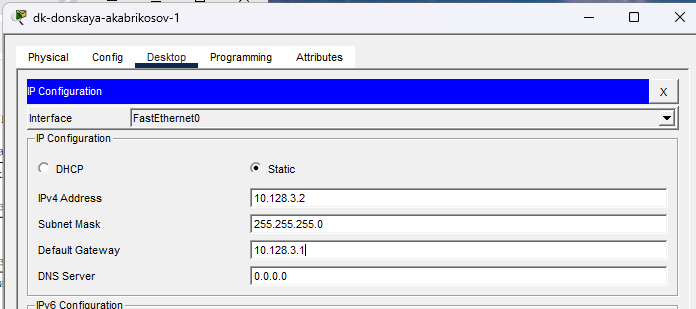 dk-donskaya-akabrikosov-1
Physical Config Desktop Programming Attributes
IP Configuration X
Interface FastEthernet0
IP Configuration
DHCP Static
IPv4 Address 10.128.3.2
Subnet Mask 255.255.255.0
Default Gateway 10.128.3.1
DNS Server 0.0.0.0
IPv6 Configuration